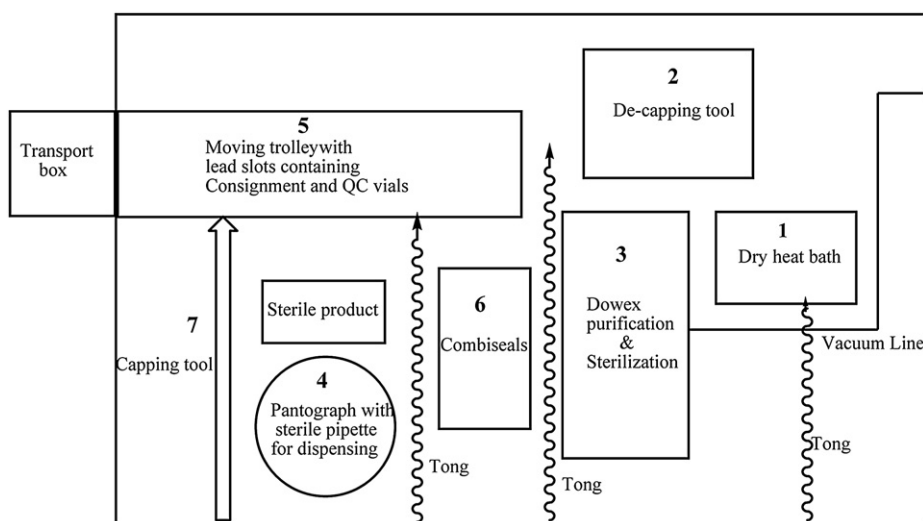 2
De-capping tool
Transport
box
5
Moving trolleywith
lead slots containing
Consignment and QC vials
1
Dry heat bath
3
Dowex
purification
&
Sterilization
Vacuum Line
Sterile product
6
Combiseals
7
Capping tool
4
Pantograph with
sterile pipette
for dispensing
Tong
Tong
Tong